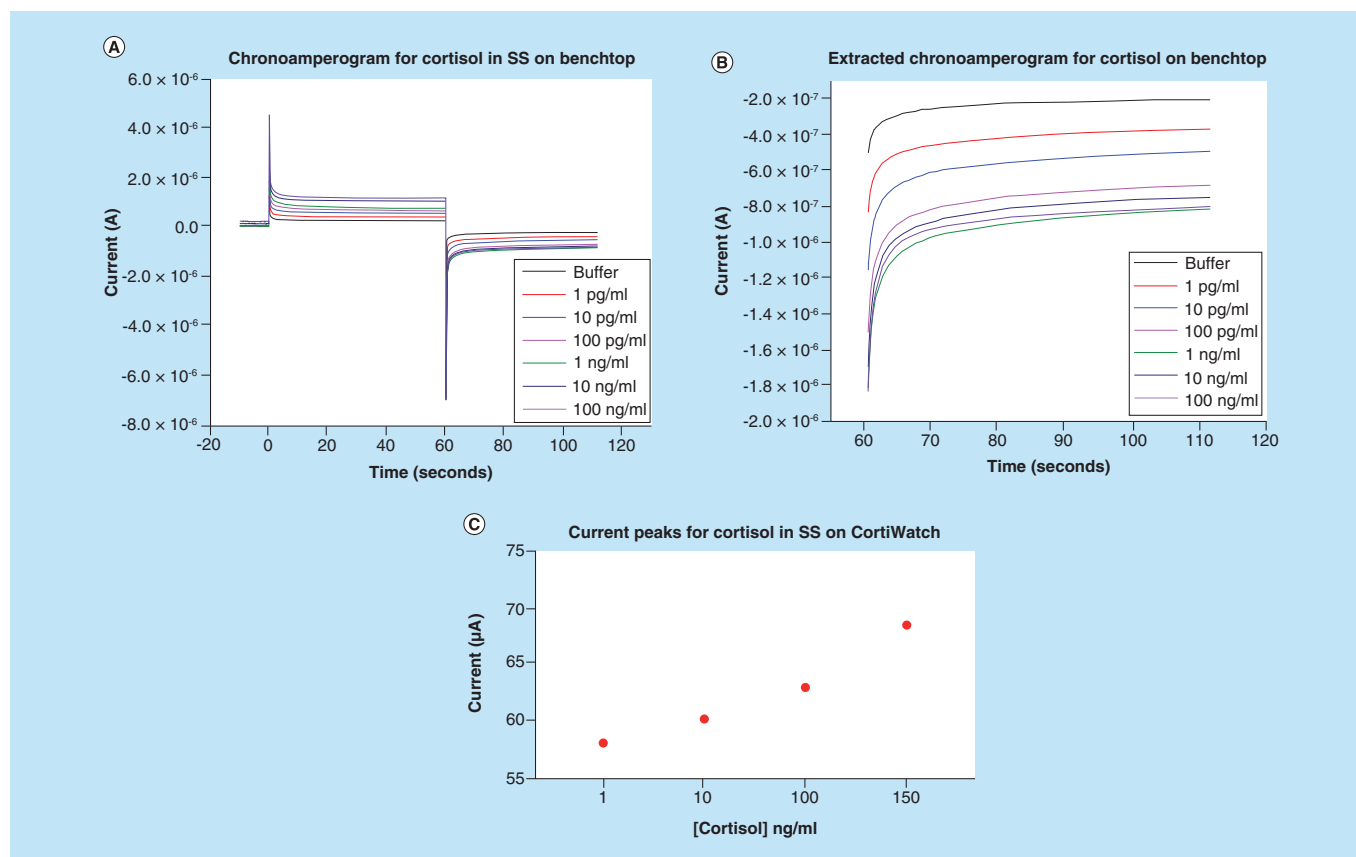 A
Chronoamperogram for cortisol in SS on benchtop
6.0 × 10⁻⁶
4.0 × 10⁻⁶
2.0 × 10⁻⁶
0.0
-2.0 × 10⁻⁶
-4.0 × 10⁻⁶
-6.0 × 10⁻⁶
-8.0 × 10⁻⁶
Current (A)
-20 0 20 40 60 80 100 120
Time (seconds)
Buffer
1 pg/ml
10 pg/ml
100 pg/ml
1 ng/ml
10 ng/ml
100 ng/ml
B
Extracted chronoamperogram for cortisol on benchtop
-2.0 × 10⁻⁷
-4.0 × 10⁻⁷
-6.0 × 10⁻⁷
-8.0 × 10⁻⁷
-1.0 × 10⁻⁶
-1.2 × 10⁻⁶
-1.4 × 10⁻⁶
-1.6 × 10⁻⁶
-1.8 × 10⁻⁶
-2.0 × 10⁻⁶
Current (A)
60 70 80 90 100 110 120
Time (seconds)
Buffer
1 pg/ml
10 pg/ml
100 pg/ml
1 ng/ml
10 ng/ml
100 ng/ml
C
Current peaks for cortisol in SS on CortiWatch
75
70
65
60
55
Current (µA)
1 10 100 150
[Cortisol] ng/ml